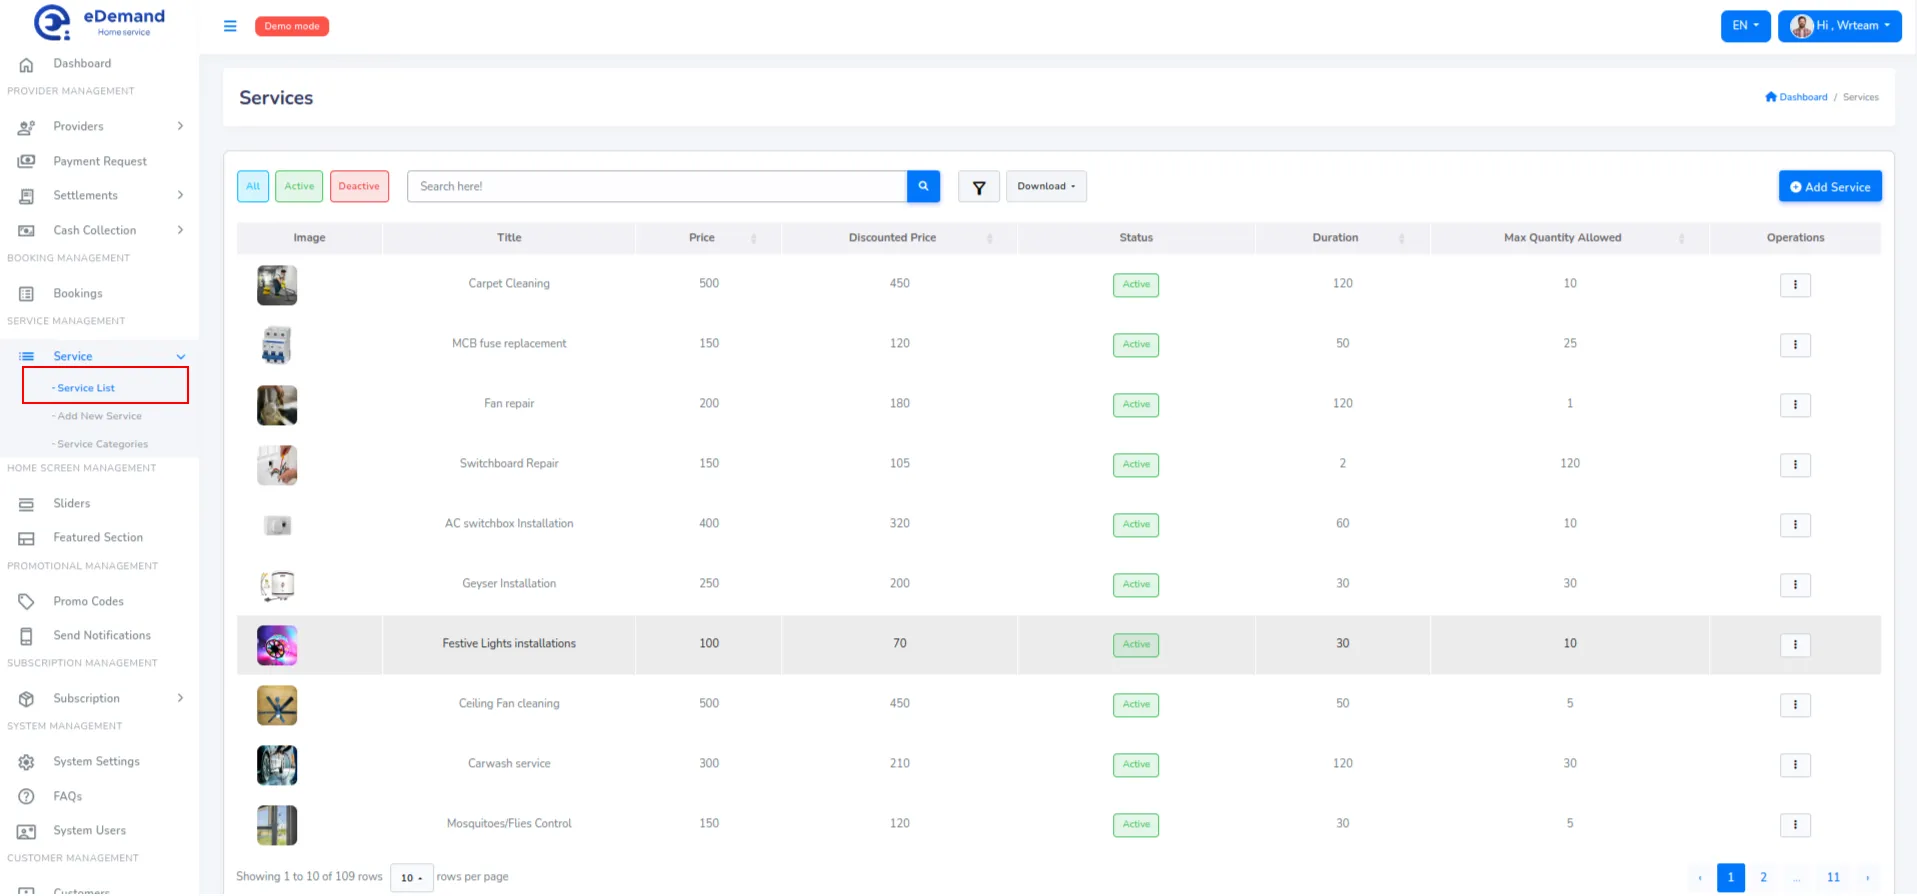 eDemand
Home service
Demo mode
EN
Hi , Wrteam
Dashboard
PROVIDER MANAGEMENT
Providers
Payment Request
Settlements
Cash Collection
BOOKING MANAGEMENT
Bookings
SERVICE MANAGEMENT
Service
- Service List
- Add New Service
- Service Categories
HOME SCREEN MANAGEMENT
Sliders
Featured Section
PROMOTIONAL MANAGEMENT
Promo Codes
Send Notifications
SUBSCRIPTION MANAGEMENT
Subscription
SYSTEM MANAGEMENT
System Settings
FAQs
System Users
CUSTOMER MANAGEMENT
Customers
Services
Dashboard / Services
All Active Deactive Search here! Download Add Service
Image Title Price Discounted Price Status Duration Max Quantity Allowed Operations
Carpet Cleaning 500 450 Active 120 10
MCB fuse replacement 150 120 Active 50 25
Fan repair 200 180 Active 120 1
Switchboard Repair 150 105 Active 2 120
AC switchbox Installation 400 320 Active 60 10
Geyser Installation 250 200 Active 30 30
Festive Lights installations 100 70 Active 30 10
Ceiling Fan cleaning 500 450 Active 50 5
Carwash service 300 210 Active 120 30
Mosquitoes/Flies Control 150 120 Active 30 5
Showing 1 to 10 of 109 rows 10 rows per page ‹ 1 2 ... 11 ›